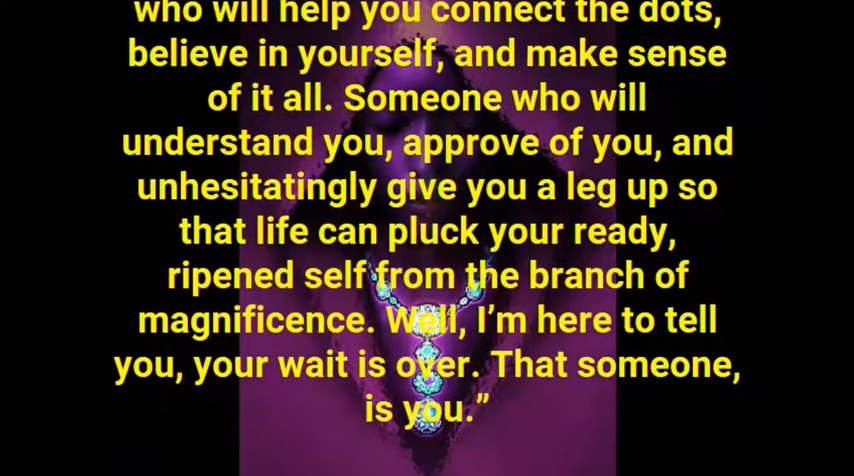 who will help you connect the dots,
believe in yourself, and make sense
of it all. Someone who will
understand you, approve of you, and
unhesitatingly give you a leg up so
that life can pluck your ready,
ripened self from the branch of
magnificence. Well, I’m here to tell
you, your wait is over. That someone,
is you.”